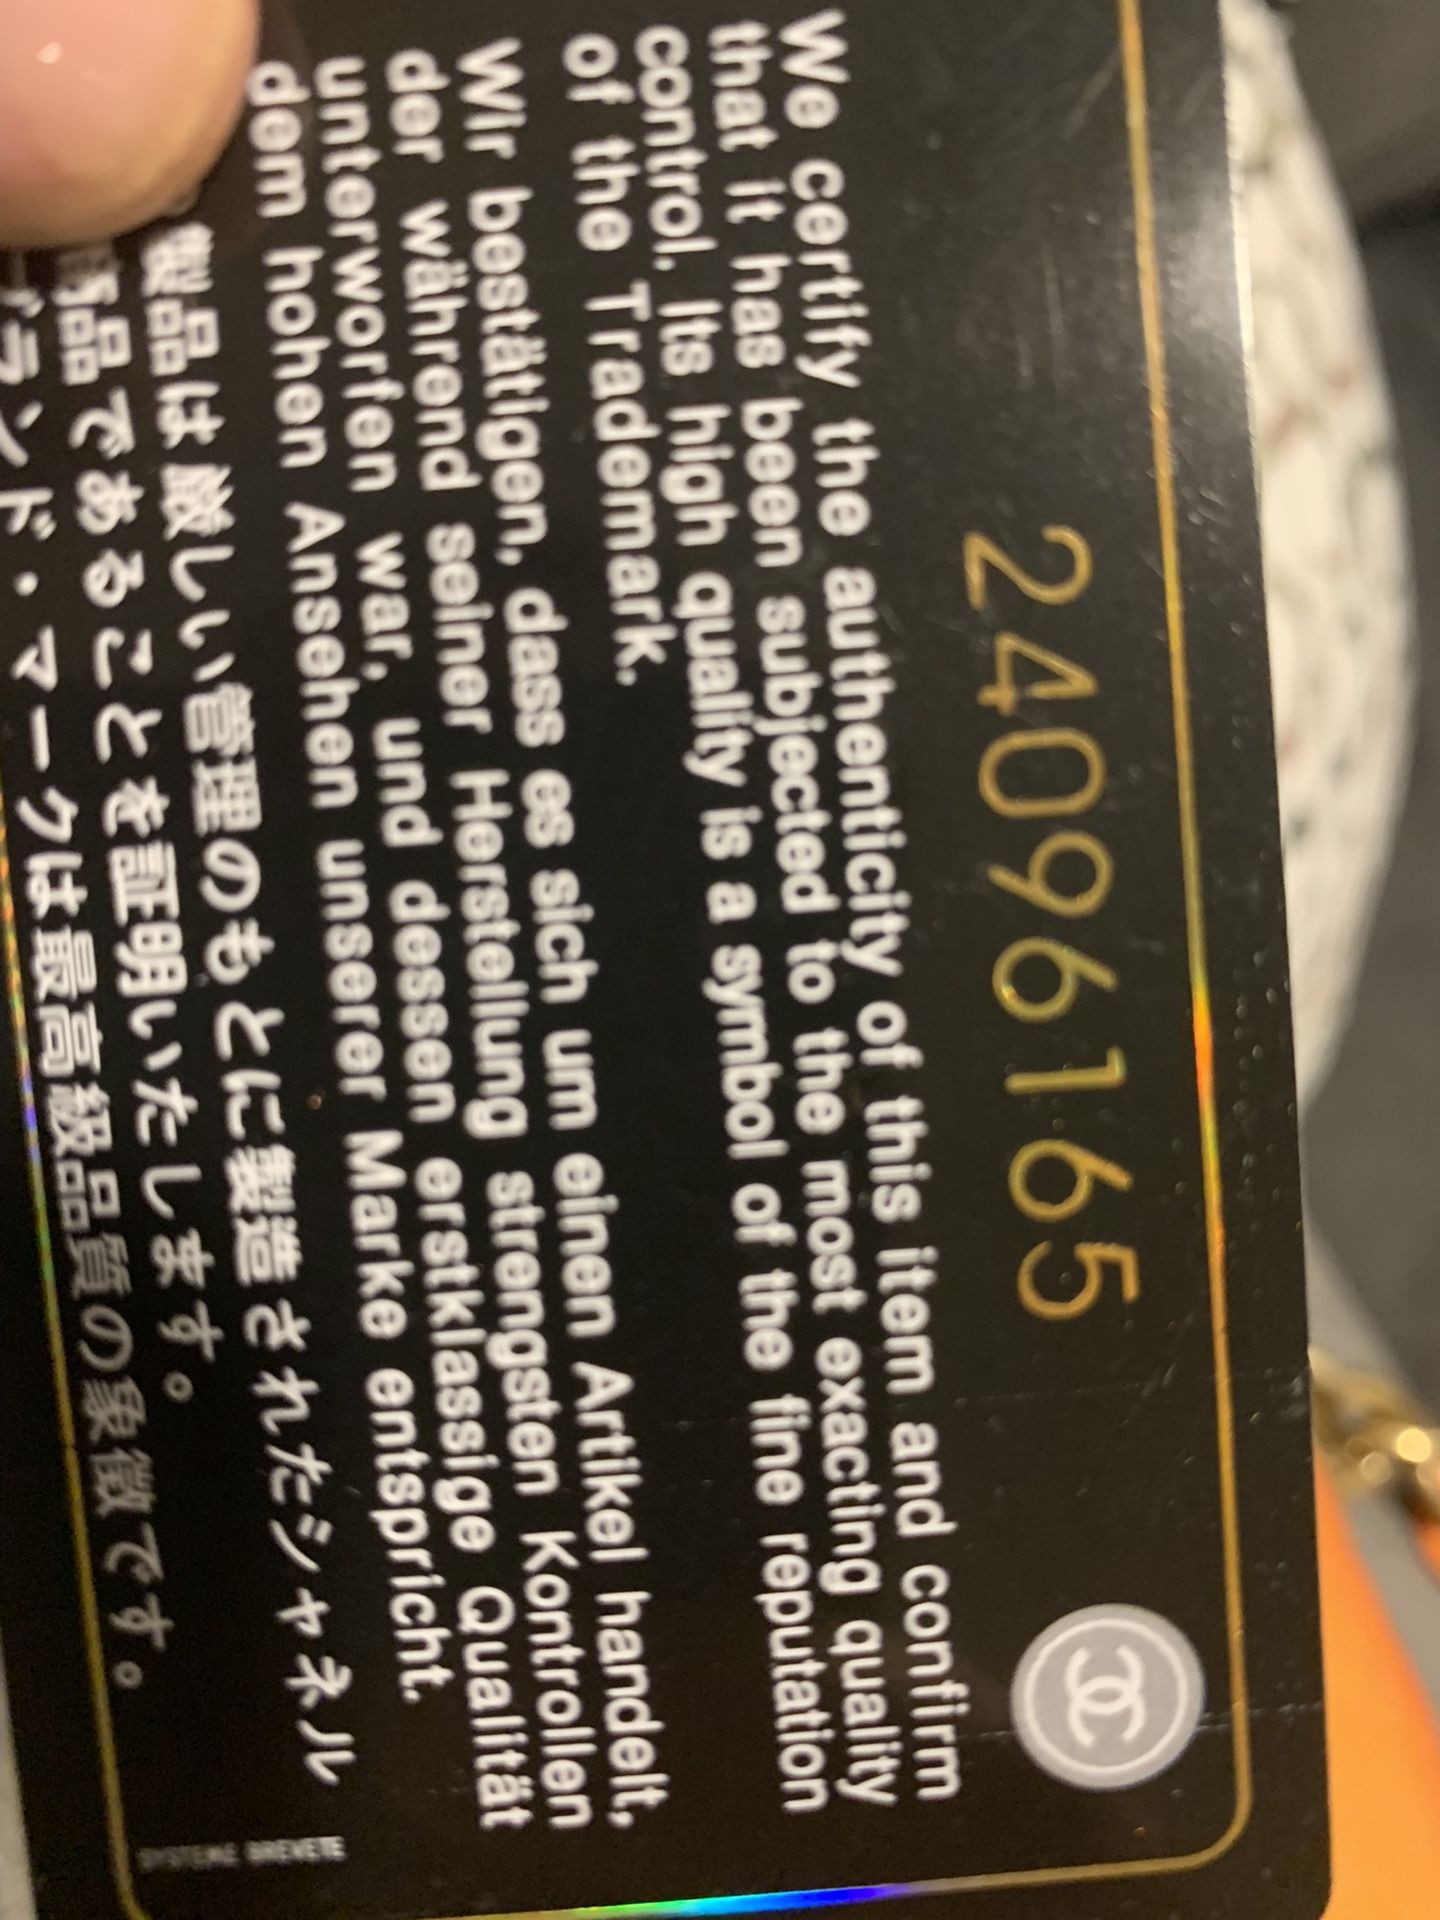 24096165
We certify the authenticity of this item and confirm
that it has been subjected to the most exacting quality
control. Its high quality is a symbol of the fine reputation
of the Trademark.
Wir bestätigen, dass es sich um einen Artikel handelt,
der während seiner Herstellung strengsten Kontrollen
unterworfen war, und dessen erstklassige Qualität
dem hohen Ansehen unserer Marke entspricht.
製品は厳しい管理のもとに製造されたシャネル
品であることを証明いたします。
ブランド・マークは最高級品質の象徴です。
SYSTEME BREVETE